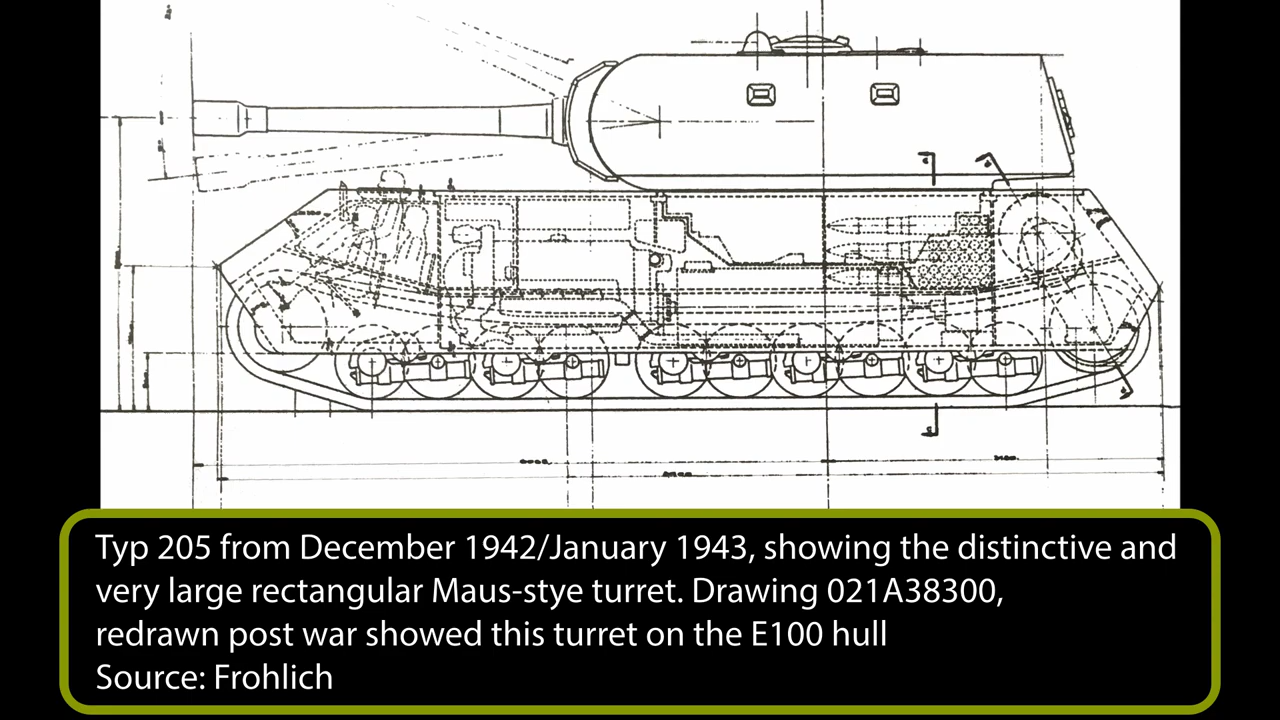 Typ 205 from December 1942/January 1943, showing the distinctive and
very large rectangular Maus-stye turret. Drawing 021A38300,
redrawn post war showed this turret on the E100 hull
Source: Frohlich